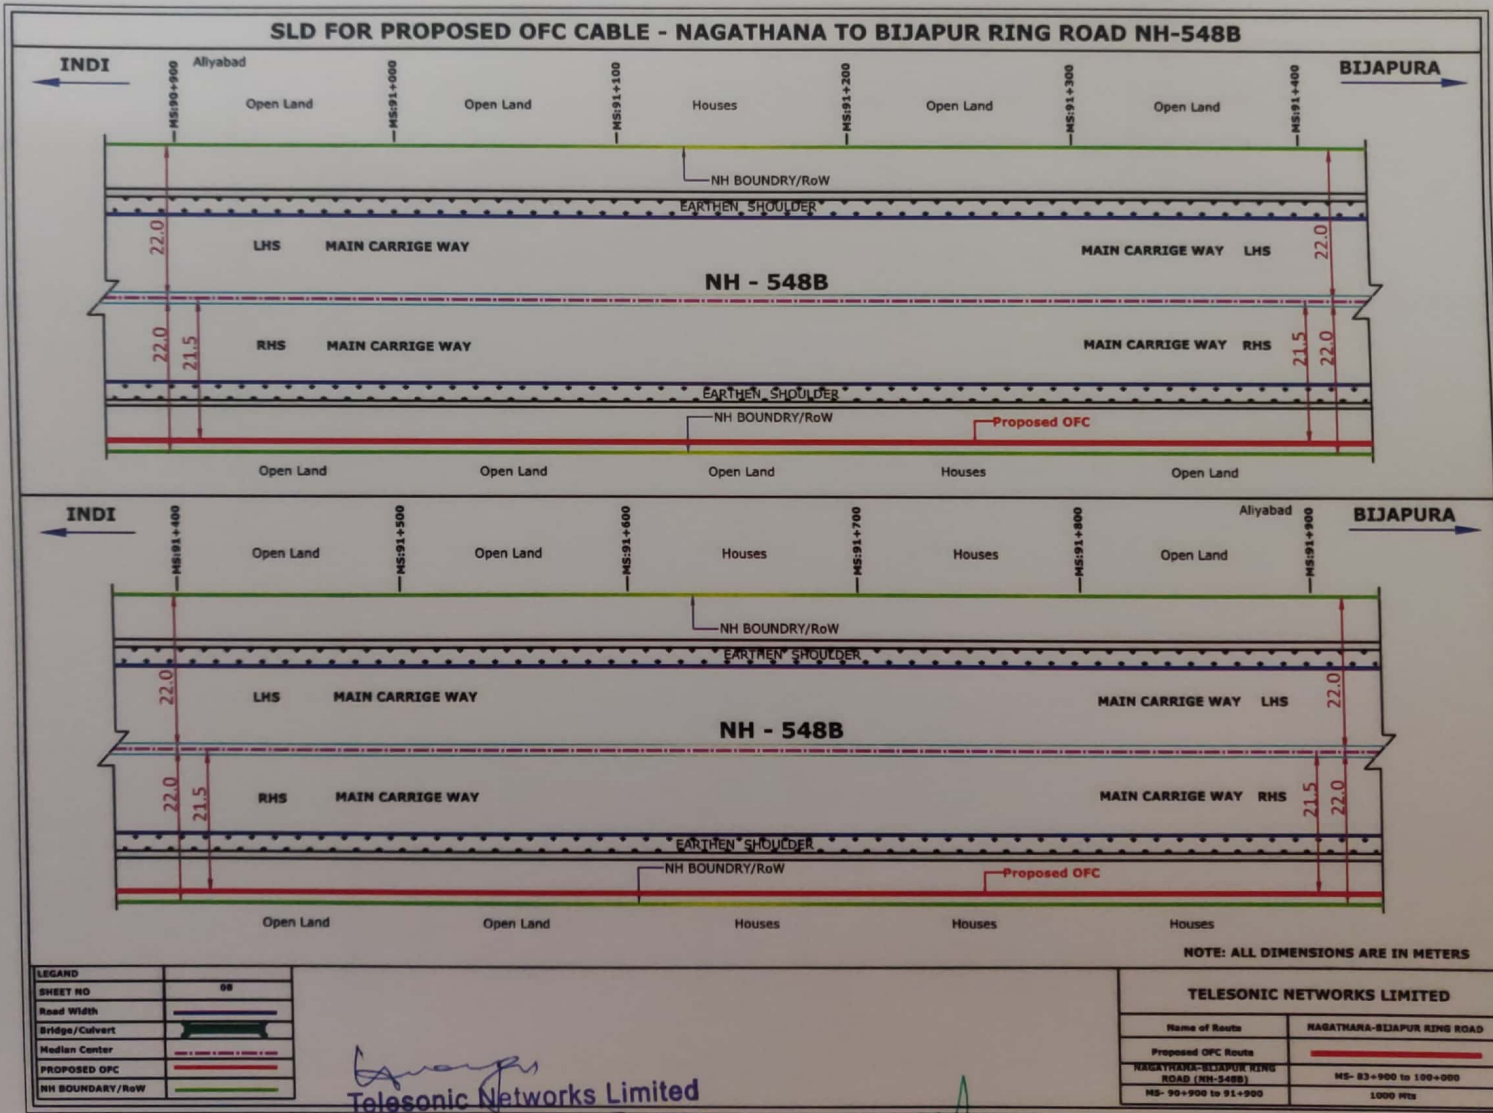 SLD FOR PROPOSED OFC CABLE - NAGATHANA TO BIJAPUR RING ROAD NH-548B
INDI
BIJAPURA
Aliyabad
MS:90+900
MS:91+000
MS:91+100
MS:91+200
MS:91+300
MS:91+400
Open Land
Open Land
Houses
Open Land
Open Land
NH BOUNDRY/RoW
EARTHEN SHOULDER
22.0
LHS MAIN CARRIGE WAY
MAIN CARRIGE WAY LHS
22.0
NH - 548B
22.0
21.5
RHS MAIN CARRIGE WAY
MAIN CARRIGE WAY RHS
21.5
22.0
EARTHEN SHOULDER
NH BOUNDRY/RoW
Proposed OFC
Open Land
Open Land
Open Land
Houses
Open Land
INDI
BIJAPURA
Aliyabad
MS:91+400
MS:91+500
MS:91+600
MS:91+700
MS:91+800
MS:91+900
Open Land
Open Land
Houses
Houses
Open Land
NH BOUNDRY/RoW
EARTHEN SHOULDER
22.0
LHS MAIN CARRIGE WAY
MAIN CARRIGE WAY LHS
22.0
NH - 548B
22.0
21.5
RHS MAIN CARRIGE WAY
MAIN CARRIGE WAY RHS
21.5
22.0
EARTHEN SHOULDER
NH BOUNDRY/RoW
Proposed OFC
Open Land
Open Land
Houses
Houses
Houses
NOTE: ALL DIMENSIONS ARE IN METERS
LEGAND
SHEET NO 08
Road Width
Bridge/Culvert
Median Center
PROPOSED OFC
NH BOUNDARY/RoW
Telesonic Networks Limited
TELESONIC NETWORKS LIMITED
Name of Route NAGATHANA-BIJAPUR RING ROAD
Proposed OFC Route
NAGATHANA-BIJAPUR RING
ROAD (NH-548B)
MS- 83+900 to 100+000
MS- 90+900 to 91+900 1000 Mts